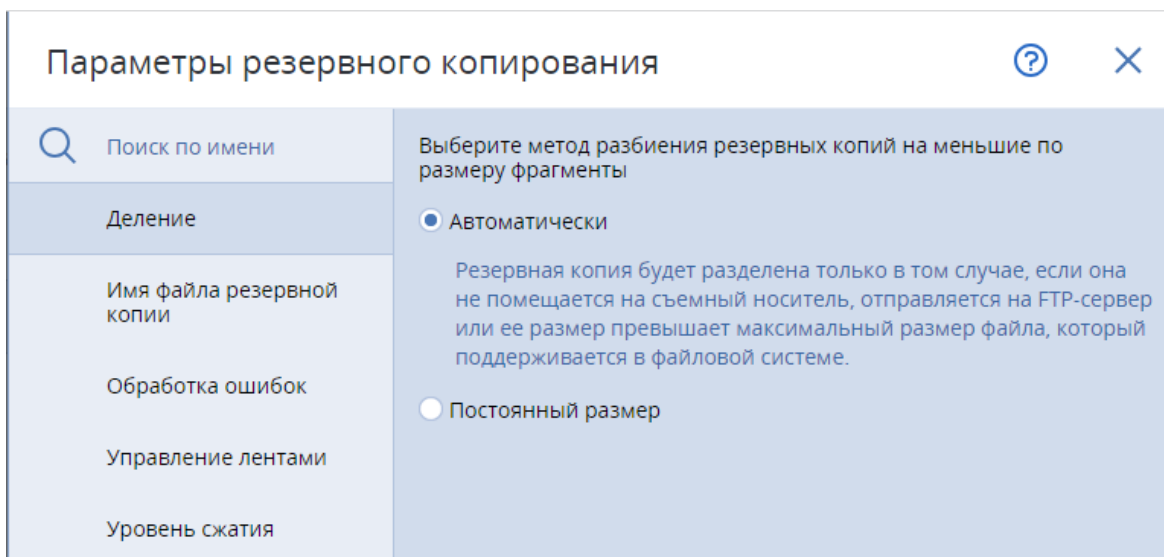 Параметры резервного копирования
Поиск по имени
Деление
Имя файла резервной
копии
Обработка ошибок
Управление лентами
Уровень сжатия
Выберите метод разбиения резервных копий на меньшие по
размеру фрагменты
Автоматически
Резервная копия будет разделена только в том случае, если она
не помещается на съемный носитель, отправляется на FTP-сервер
или ее размер превышает максимальный размер файла, который
поддерживается в файловой системе.
Постоянный размер